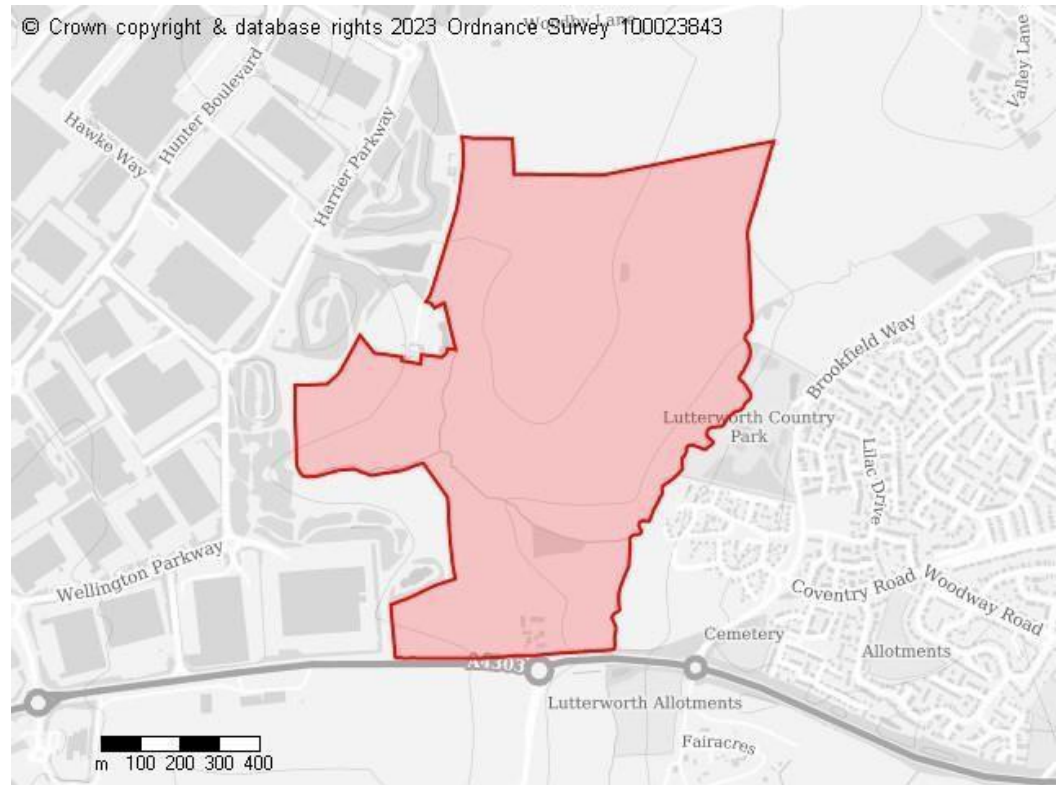 © Crown copyright & database rights 2023 Ordnance Survey 100023843
Woodby Lane
Valley Lane
Hunter Boulevard
Hawke Way
Harrier Parkway
Brookfield Way
Lutterworth Country
Park
Lilac Drive
Wellington Parkway
Coventry Road
Woodway Road
Cemetery
Allotments
A4303
Lutterworth Allotments
Fairacres
m 100 200 300 400